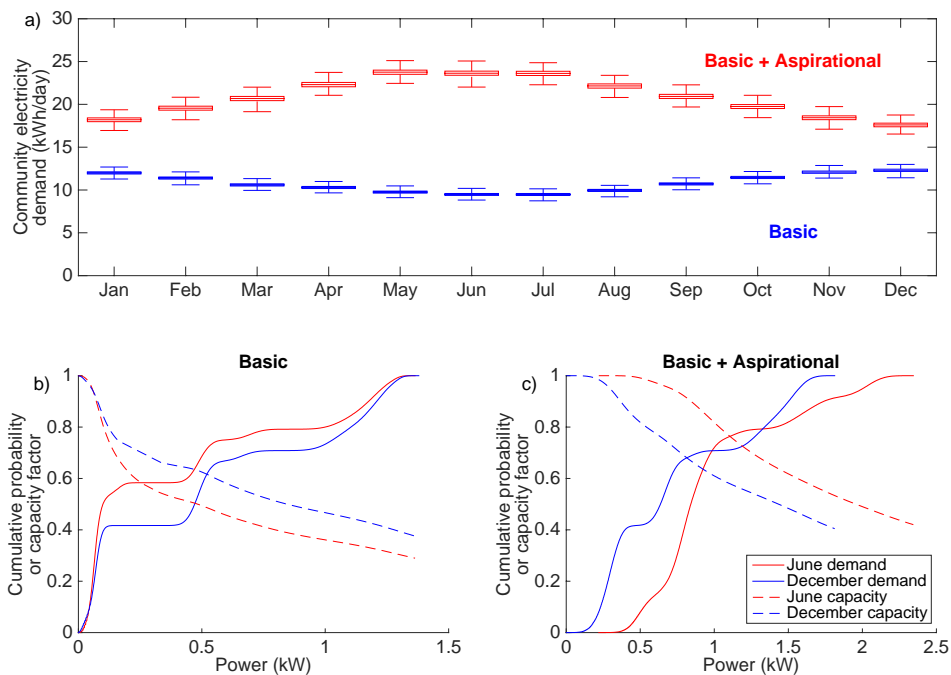 a)
Community electricity
demand (kWh/day)
30
25
20
15
10
5
0
Basic + Aspirational
Basic
Jan Feb Mar Apr May Jun Jul Aug Sep Oct Nov Dec
Basic
b)
Cumulative probability
or capacity factor
1
0.8
0.6
0.4
0.2
0
0 0.5 1 1.5
Power (kW)
Basic + Aspirational
c)
Cumulative probability
or capacity factor
1
0.8
0.6
0.4
0.2
0
June demand
December demand
June capacity
December capacity
0 0.5 1 1.5 2 2.5
Power (kW)